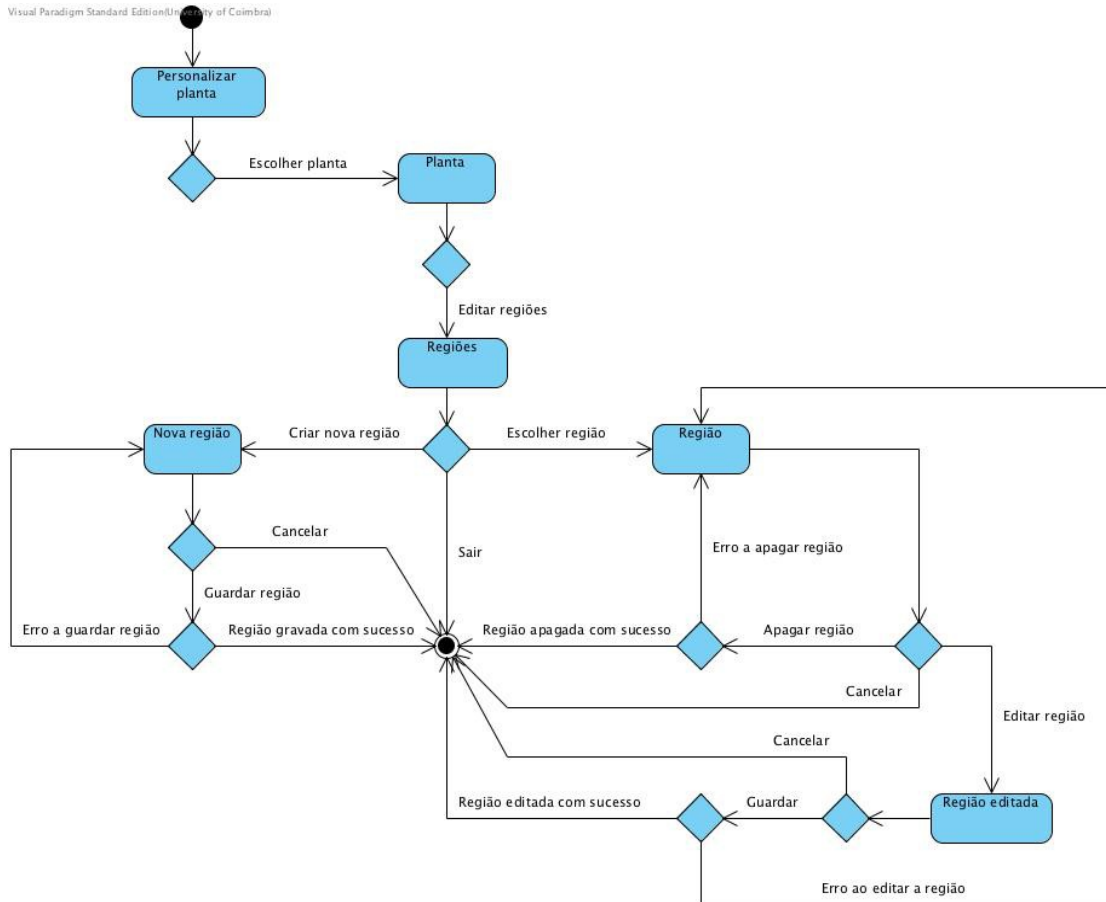 Visual Paradigm Standard Edition(University of Coimbra)
Personalizar
planta
Escolher planta
Planta
Editar regiões
Regiões
Nova região
Criar nova região
Escolher região
Região
Cancelar
Sair
Erro a apagar região
Guardar região
Erro a guardar região
Região gravada com sucesso
Região apagada com sucesso
Apagar região
Cancelar
Editar região
Cancelar
Região editada com sucesso
Guardar
Região editada
Erro ao editar a região